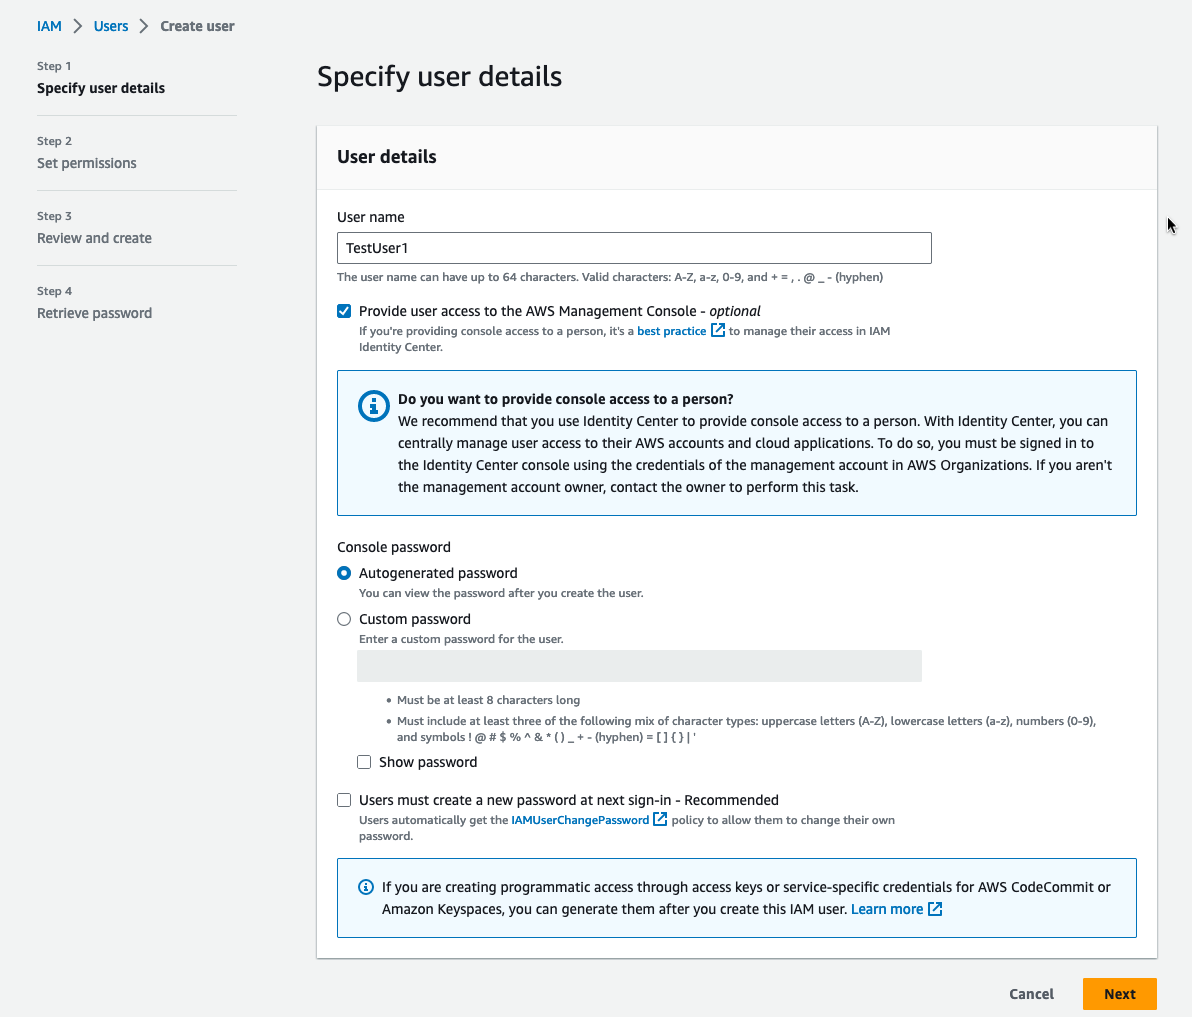 IAM > Users > Create user
Step 1
Specify user details
Step 2
Set permissions
Step 3
Review and create
Step 4
Retrieve password
Specify user details
User details
User name
TestUser1
The user name can have up to 64 characters. Valid characters: A-Z, a-z, 0-9, and + = , . @ _ - (hyphen)
Provide user access to the AWS Management Console - optional
If you're providing console access to a person, it's a best practice to manage their access in IAM
Identity Center.
Do you want to provide console access to a person?
We recommend that you use Identity Center to provide console access to a person. With Identity Center, you can
centrally manage user access to their AWS accounts and cloud applications. To do so, you must be signed in to
the Identity Center console using the credentials of the management account in AWS Organizations. If you aren't
the management account owner, contact the owner to perform this task.
Console password
Autogenerated password
You can view the password after you create the user.
Custom password
Enter a custom password for the user.
• Must be at least 8 characters long
• Must include at least three of the following mix of character types: uppercase letters (A-Z), lowercase letters (a-z), numbers (0-9),
and symbols ! @ # $ % ^ & * ( ) _ + - (hyphen) = [ ] { } | '
Show password
Users must create a new password at next sign-in - Recommended
Users automatically get the IAMUserChangePassword policy to allow them to change their own
password.
If you are creating programmatic access through access keys or service-specific credentials for AWS CodeCommit or
Amazon Keyspaces, you can generate them after you create this IAM user. Learn more
Cancel
Next